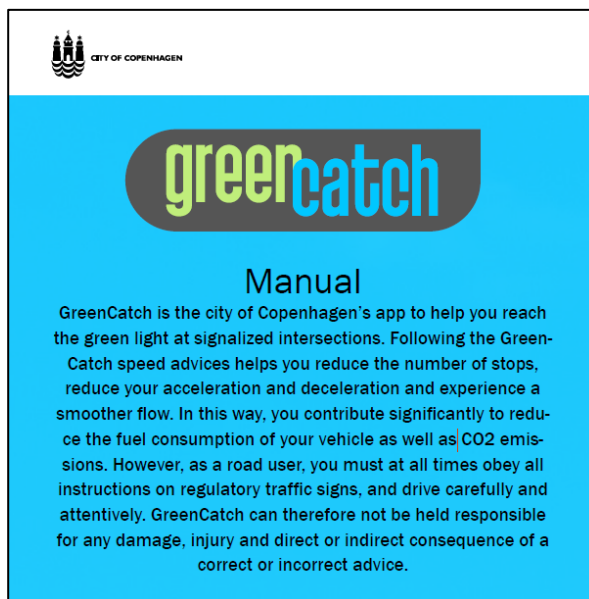 CITY OF COPENHAGEN
greencatch
Manual
GreenCatch is the city of Copenhagen's app to help you reach
the green light at signalized intersections. Following the Green-
Catch speed advices helps you reduce the number of stops,
reduce your acceleration and deceleration and experience a
smoother flow. In this way, you contribute significantly to redu-
ce the fuel consumption of your vehicle as well as CO2 emis-
sions. However, as a road user, you must at all times obey all
instructions on regulatory traffic signs, and drive carefully and
attentively. GreenCatch can therefore not be held responsible
for any damage, injury and direct or indirect consequence of a
correct or incorrect advice.